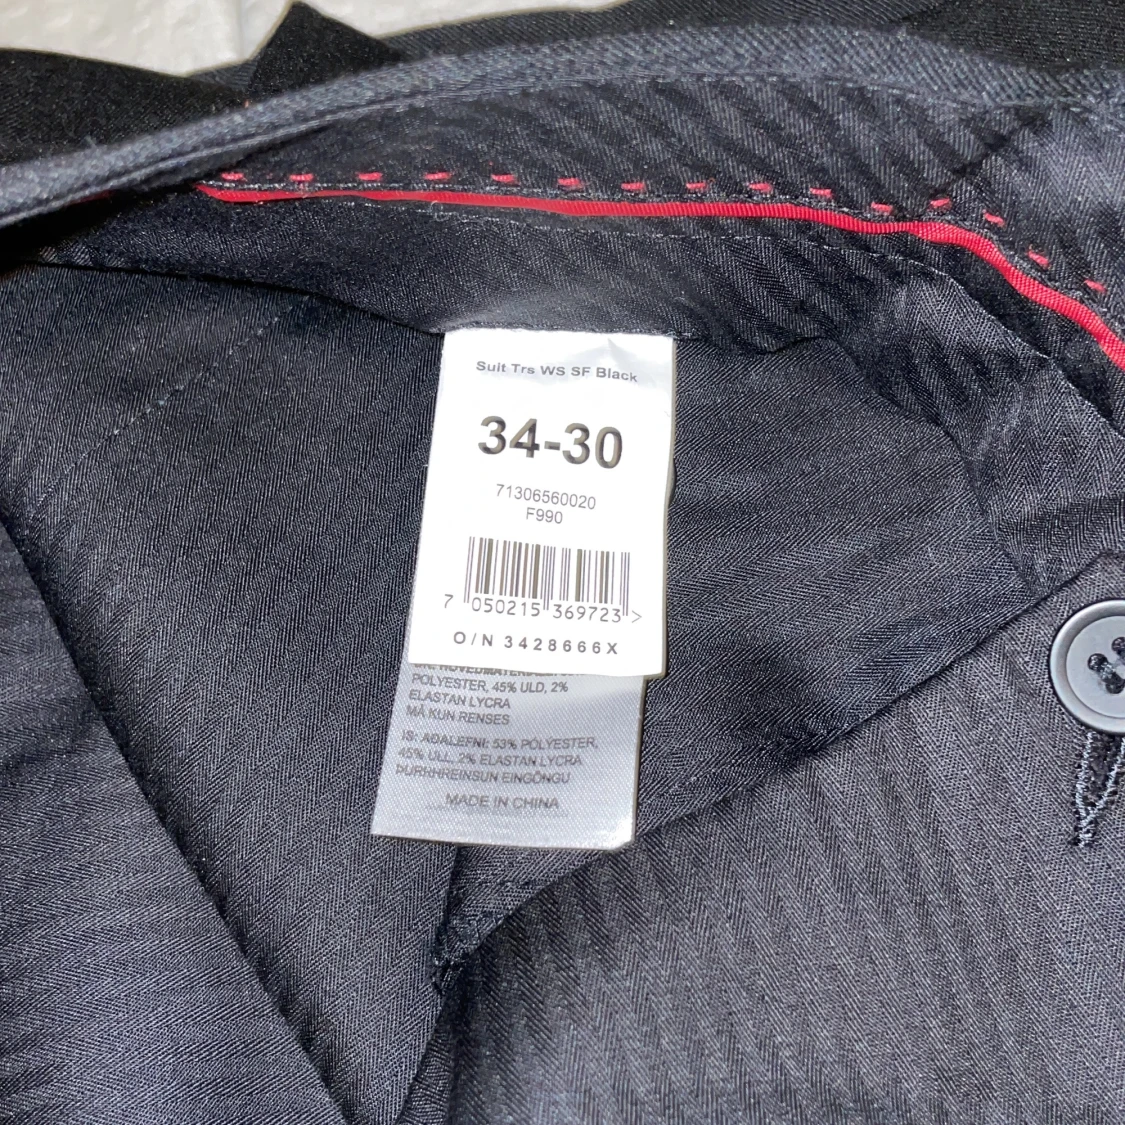 Suit Trs WS SF Black
34-30
71306560020
F990
7 050215 369723 >
O/N 3428666X
POLYESTER, 45% ULD, 2%
ELASTAN LYCRA
MÅ KUN RENSES
IS: AÐALEFNI: 53% PÓLYESTER,
45% ULL, 2% ELASTAN LYCRA
ÞURRHREINSUN EINGÖNGU
MADE IN CHINA